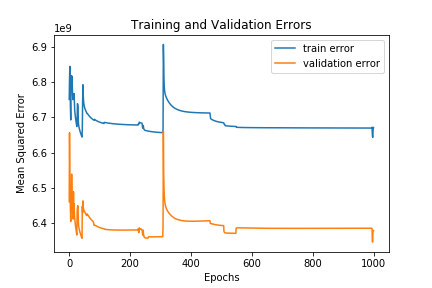 Training and Validation Errors
1e9
train error
validation error
6.9
6.8
6.7
6.6
6.5
6.4
Mean Squared Error
0 200 400 600 800 1000
Epochs